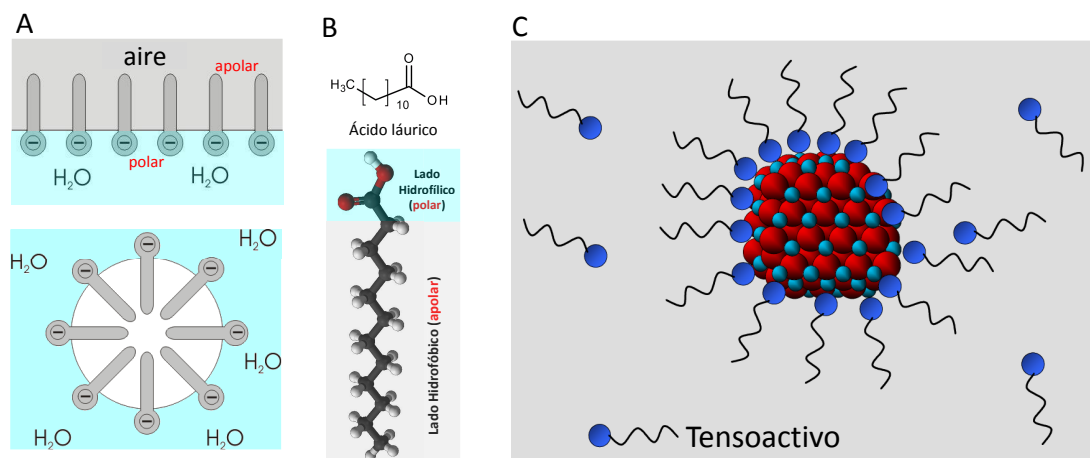 A
aire
apolar
polar
H₂O
H₂O
H₂O
H₂O
H₂O
H₂O
H₂O
B
H₃C
10
O
OH
Ácido láurico
Lado
Hidrofílico
(polar)
Lado Hidrofóbico (apolar)
C
Tensoactivo